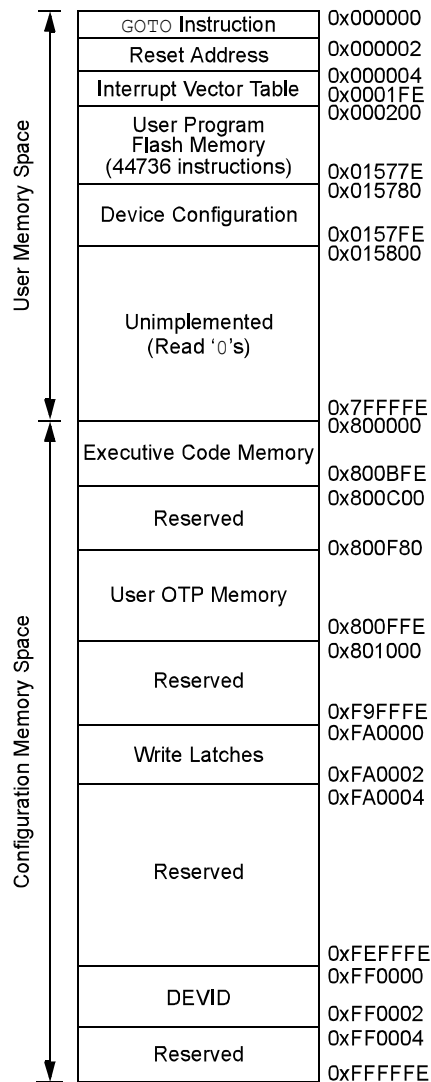 GOTO Instruction
0x000000
Reset Address
0x000002
Interrupt Vector Table
0x000004
0x0001FE
User Program
Flash Memory
(44736 instructions)
0x000200
0x01577E
Device Configuration
0x015780
0x0157FE
Unimplemented
(Read ‘0’s)
0x015800
0x7FFFFE
User Memory Space
Executive Code Memory
0x800000
0x800BFE
Reserved
0x800C00
0x800F80
User OTP Memory
0x800FFE
Reserved
0x801000
0xF9FFFE
Write Latches
0xFA0000
0xFA0002
Reserved
0xFA0004
0xFEFFFE
DEVID
0xFF0000
0xFF0002
Reserved
0xFF0004
0xFFFFFE
Configuration Memory Space